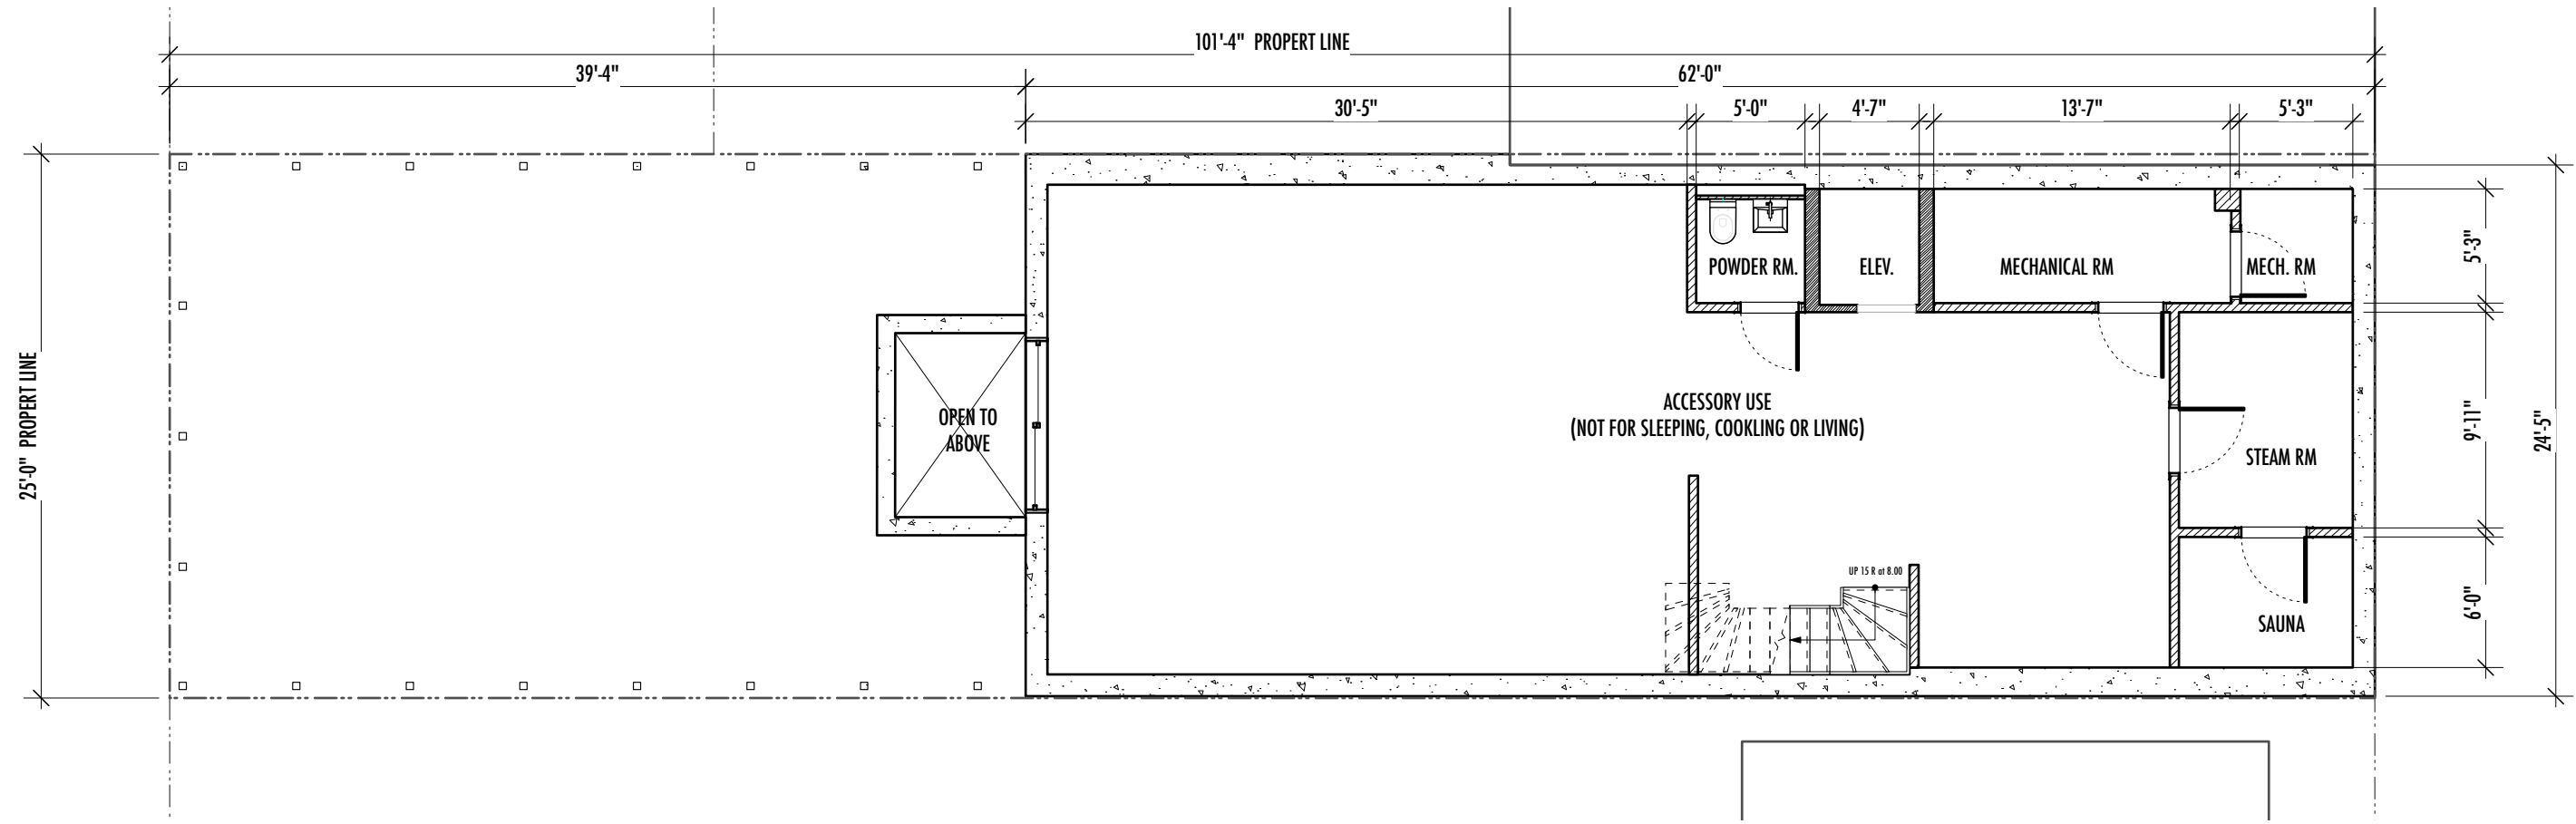 101'-4" PROPERT LINE
39'-4"
62'-0"
30'-5"
5'-0"
4'-7"
13'-7"
5'-3"
25'-0" PROPERT LINE
5'-3"
9'-11"
24'-5"
6'-0"
POWDER RM.
ELEV.
MECHANICAL RM
MECH. RM
OPEN TO
ABOVE
ACCESSORY USE
(NOT FOR SLEEPING, COOKLING OR LIVING)
STEAM RM
UP 15 R at 8.00
SAUNA